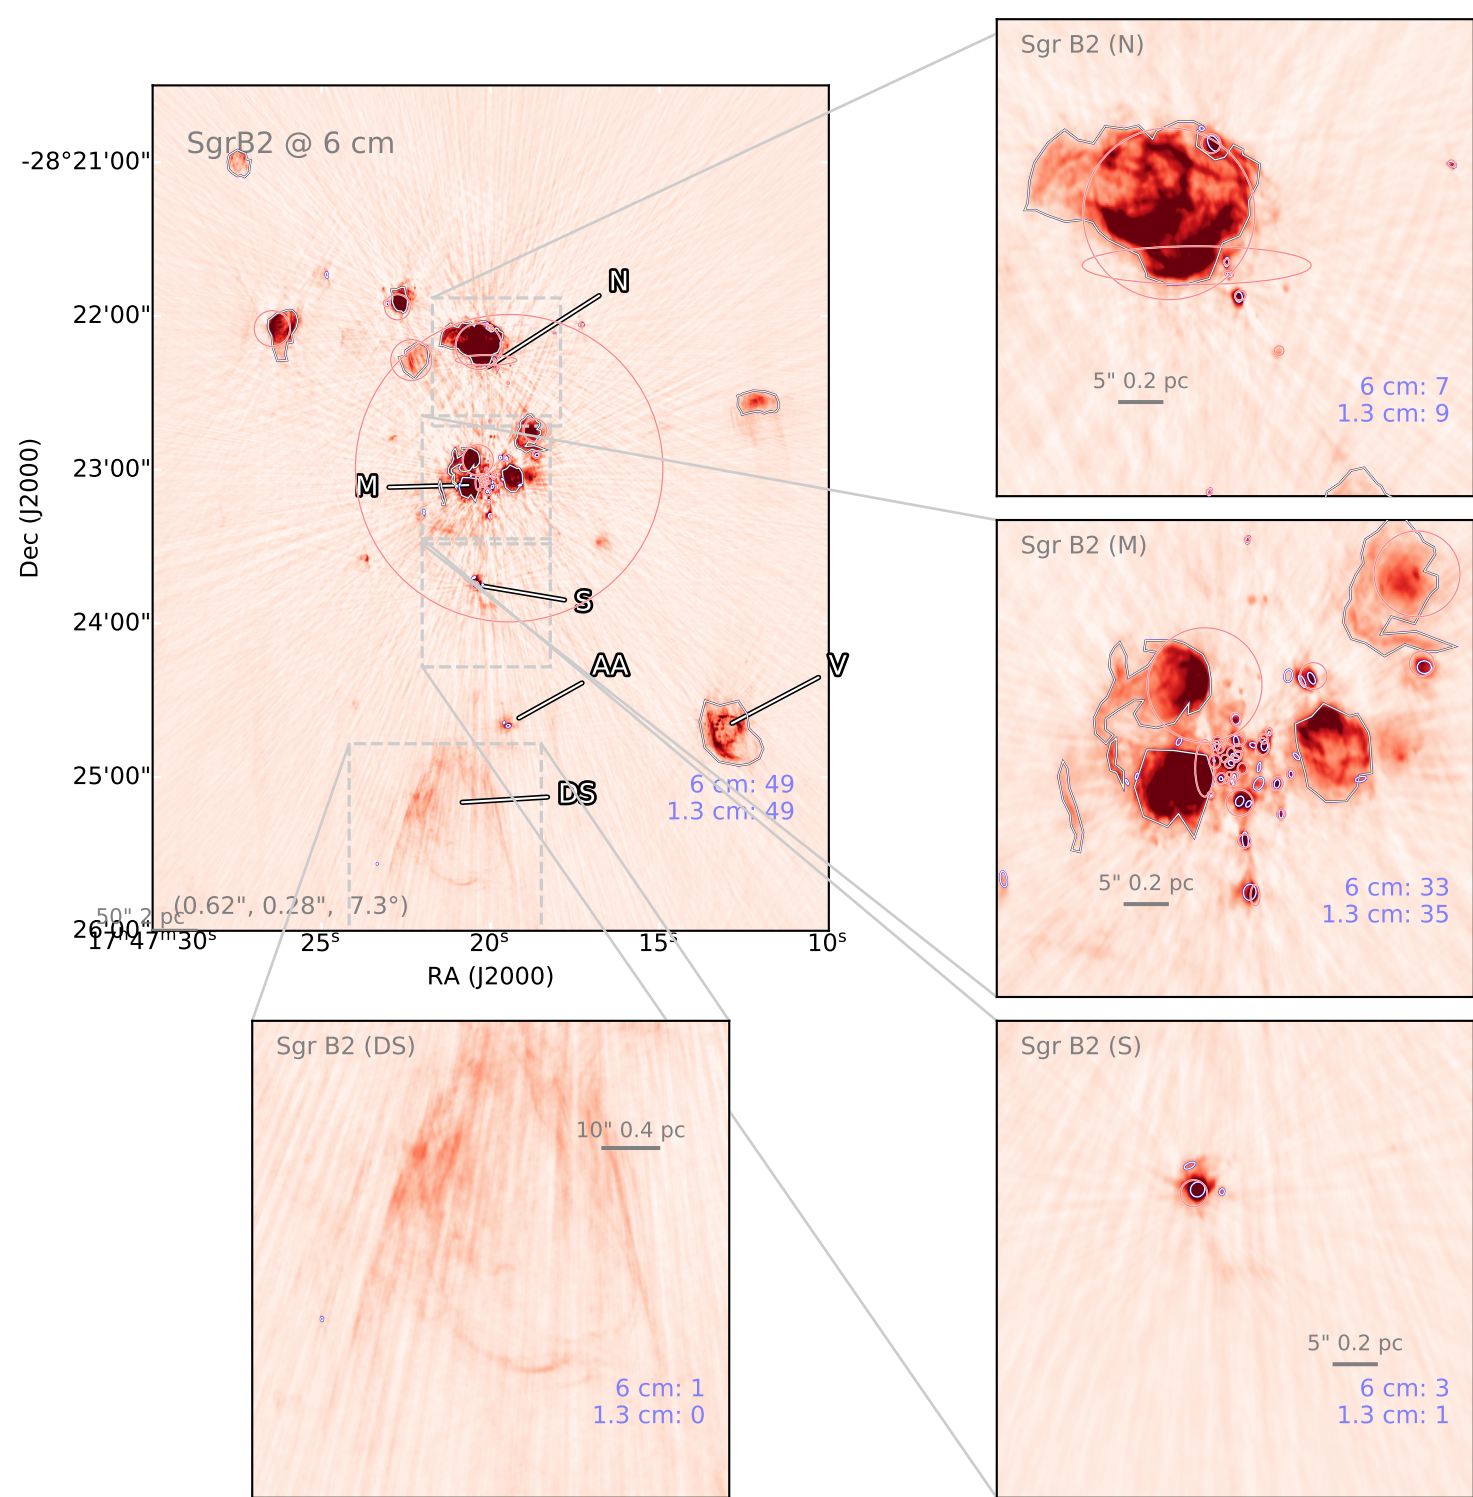 SgrB2 @ 6 cm
-28°21'00"
22'00"
23'00"
24'00"
25'00"
26'00"
Dec (J2000)
N
M
S
AA
V
DS
6 cm: 49
1.3 cm: 49
(0.62", 0.28", 7.3°)
50" 2 pc
17h47m30s
25s
20s
15s
10s
RA (J2000)
Sgr B2 (N)
5" 0.2 pc
6 cm: 7
1.3 cm: 9
Sgr B2 (M)
5" 0.2 pc
6 cm: 33
1.3 cm: 35
Sgr B2 (DS)
10" 0.4 pc
6 cm: 1
1.3 cm: 0
Sgr B2 (S)
5" 0.2 pc
6 cm: 3
1.3 cm: 1